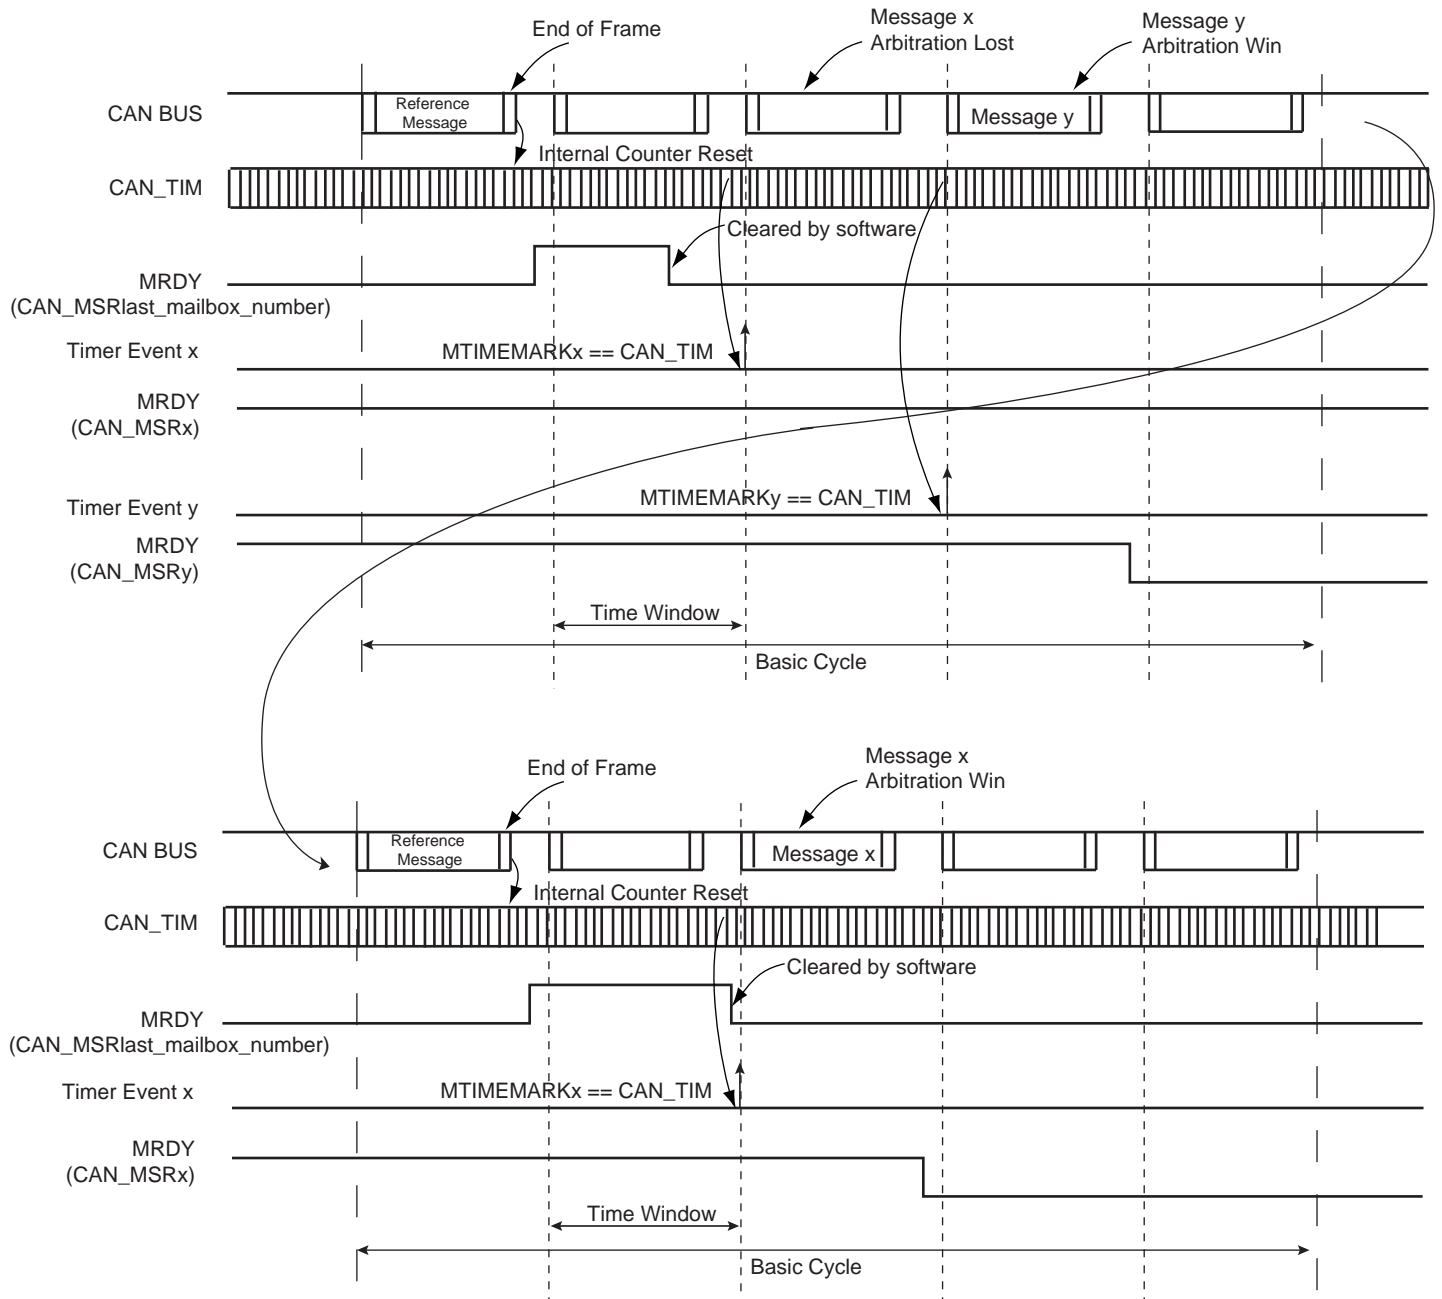 End of Frame
Message x
Arbitration Lost
Message y
Arbitration Win
CAN BUS
Reference
Message
Message y
Internal Counter Reset
CAN_TIM
Cleared by software
MRDY
(CAN_MSRlast_mailbox_number)
Timer Event x
MTIMEMARKx == CAN_TIM
MRDY
(CAN_MSRx)
Timer Event y
MTIMEMARKy == CAN_TIM
MRDY
(CAN_MSRy)
Time Window
Basic Cycle
End of Frame
Message x
Arbitration Win
CAN BUS
Reference
Message
Message x
Internal Counter Reset
CAN_TIM
Cleared by software
MRDY
(CAN_MSRlast_mailbox_number)
Timer Event x
MTIMEMARKx == CAN_TIM
MRDY
(CAN_MSRx)
Time Window
Basic Cycle